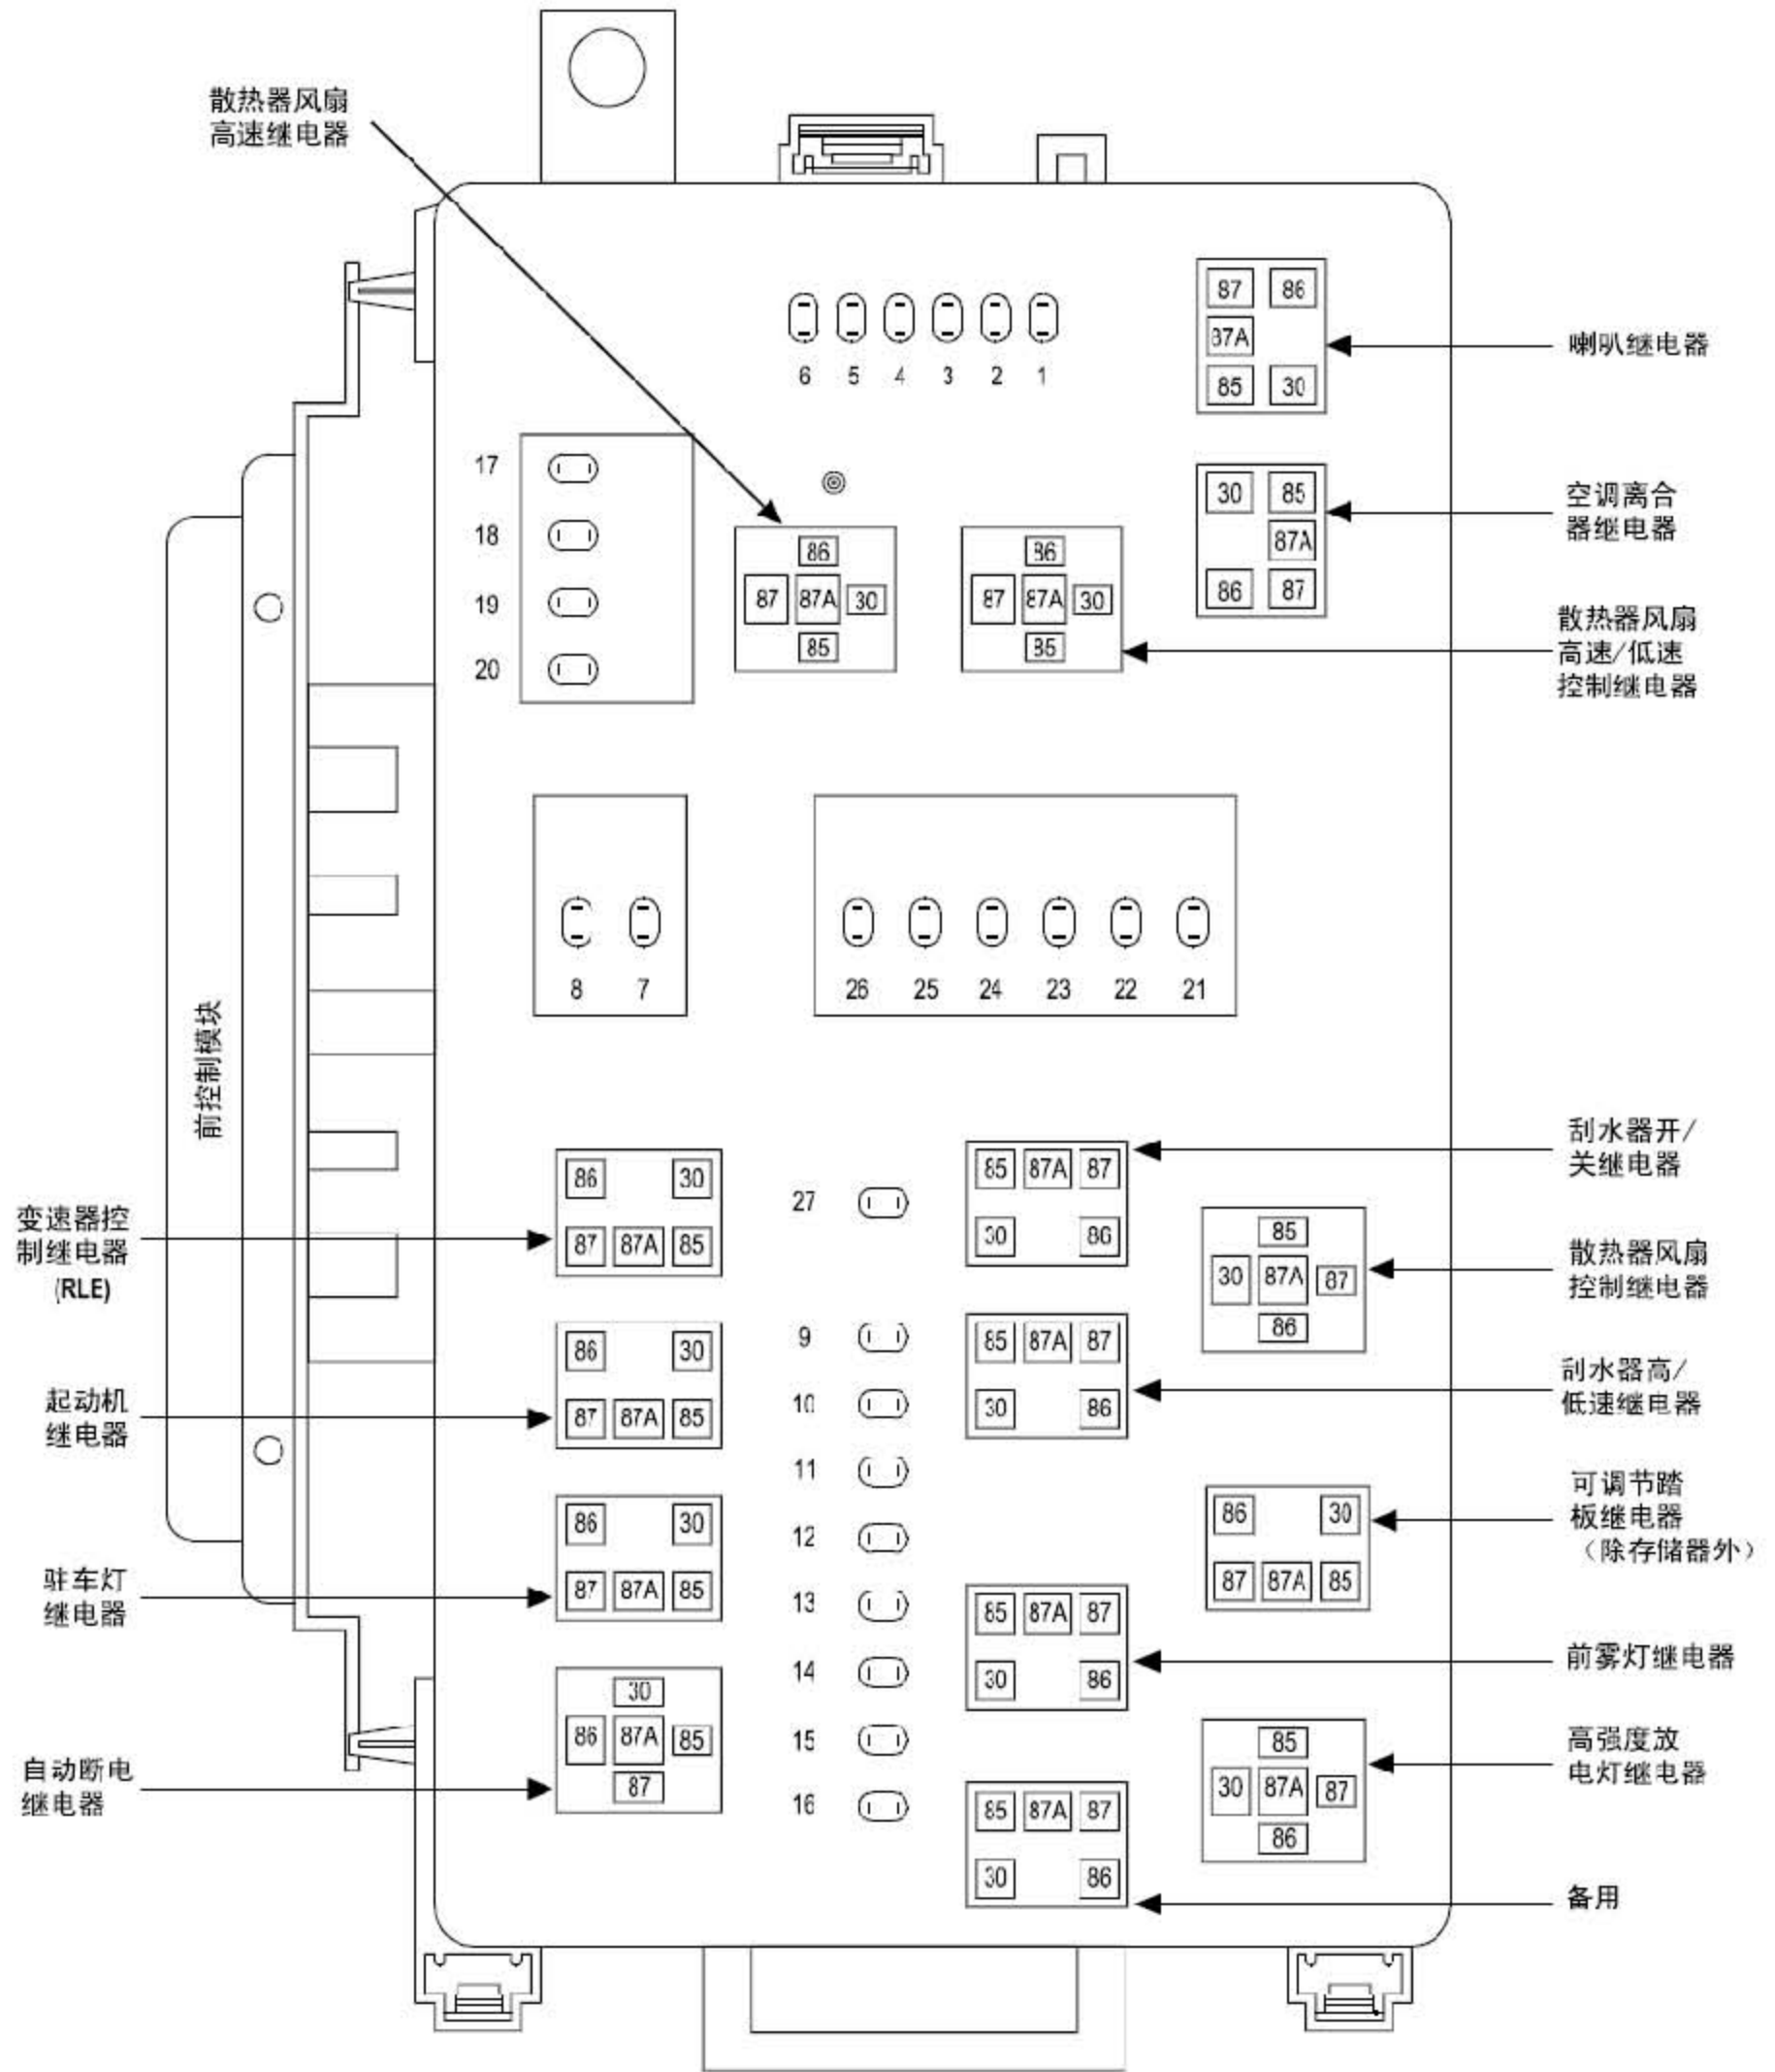 散热器风扇
高速继电器
6 5 4 3 2 1
87 86
87A
85 30
喇叭继电器
17
18
19
20
30 85
87A
86 87
空调离合
器继电器
86
87 87A 30
85
86
87 87A 30
85
散热器风扇
高速/低速
控制继电器
8 7
26 25 24 23 22 21
前控制模块
变速器控
制继电器
(RLE)
86 30
87 87A 85
27
85 87A 87
30 86
刮水器开/
关继电器
85
30 87A 87
86
散热器风扇
控制继电器
起动机
继电器
86 30
87 87A 85
9
10
11
12
13
14
15
16
85 87A 87
30 86
刮水器高/
低速继电器
86 30
87 87A 85
可调节踏
板继电器
（除存储器外）
驻车灯
继电器
86 30
87 87A 85
85 87A 87
30 86
前雾灯继电器
自动断电
继电器
30
86 87A 85
87
85
30 87A 87
86
高强度放
电灯继电器
85 87A 87
30 86
备用